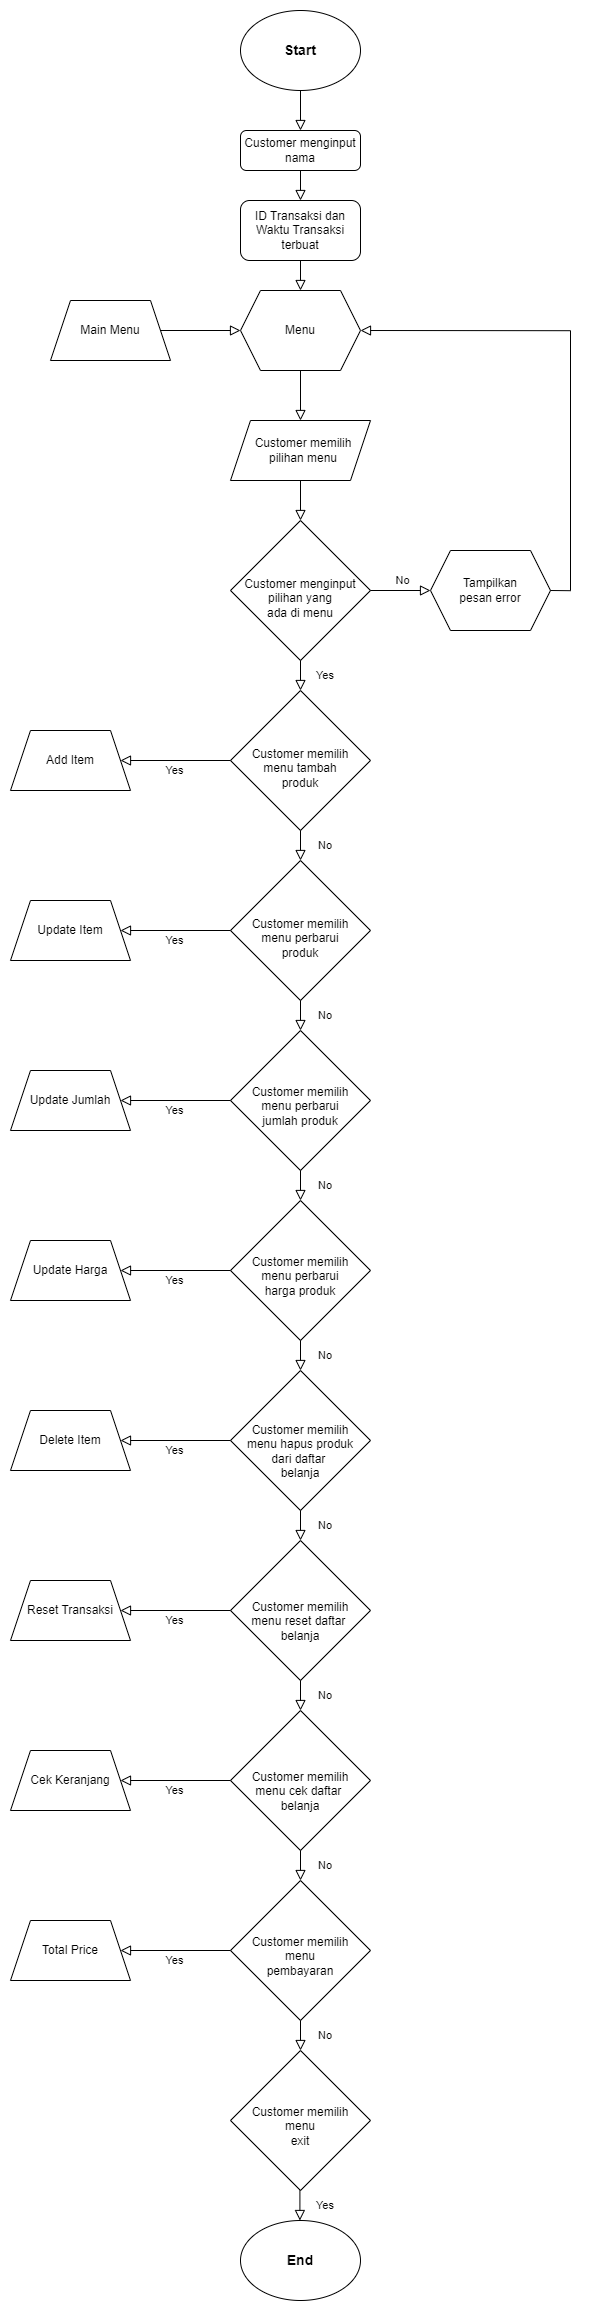 Start
Customer menginput
nama
ID Transaksi dan
Waktu Transaksi
terbuat
Main Menu
Menu
Customer memilih
pilihan menu
Customer menginput
pilihan yang
ada di menu
No
Tampilkan
pesan error
Yes
Add Item
Yes
Customer memilih
menu tambah
produk
No
Update Item
Yes
Customer memilih
menu perbarui
produk
No
Update Jumlah
Yes
Customer memilih
menu perbarui
jumlah produk
No
Update Harga
Yes
Customer memilih
menu perbarui
harga produk
No
Delete Item
Yes
Customer memilih
menu hapus produk
dari daftar
belanja
No
Reset Transaksi
Yes
Customer memilih
menu reset daftar
belanja
No
Cek Keranjang
Yes
Customer memilih
menu cek daftar
belanja
No
Total Price
Yes
Customer memilih
menu
pembayaran
No
Customer memilih
menu
exit
Yes
End